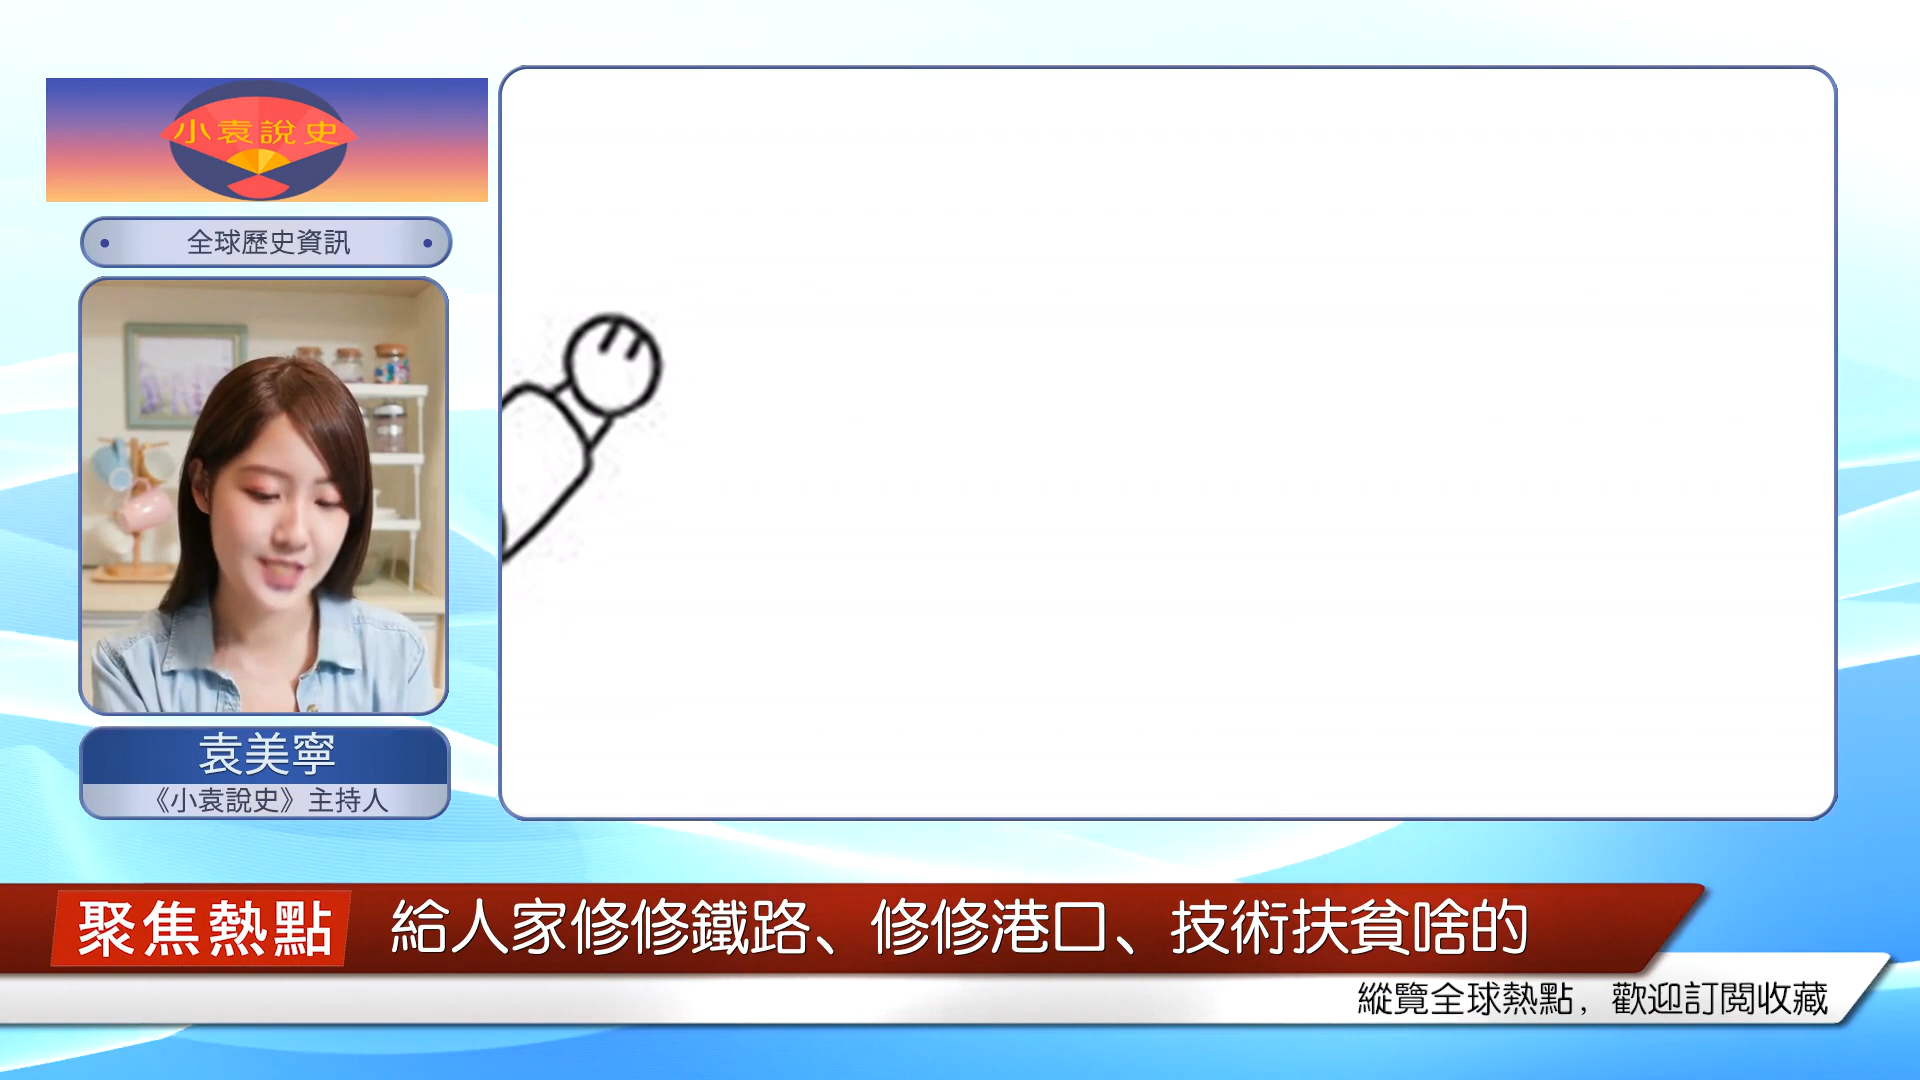 小袁說史
全球歷史資訊
袁美寧
《小袁說史》主持人
聚焦熱點
給人家修修鐵路、修修港口、技術扶貧啥的
縱覽全球熱點，歡迎訂閱收藏